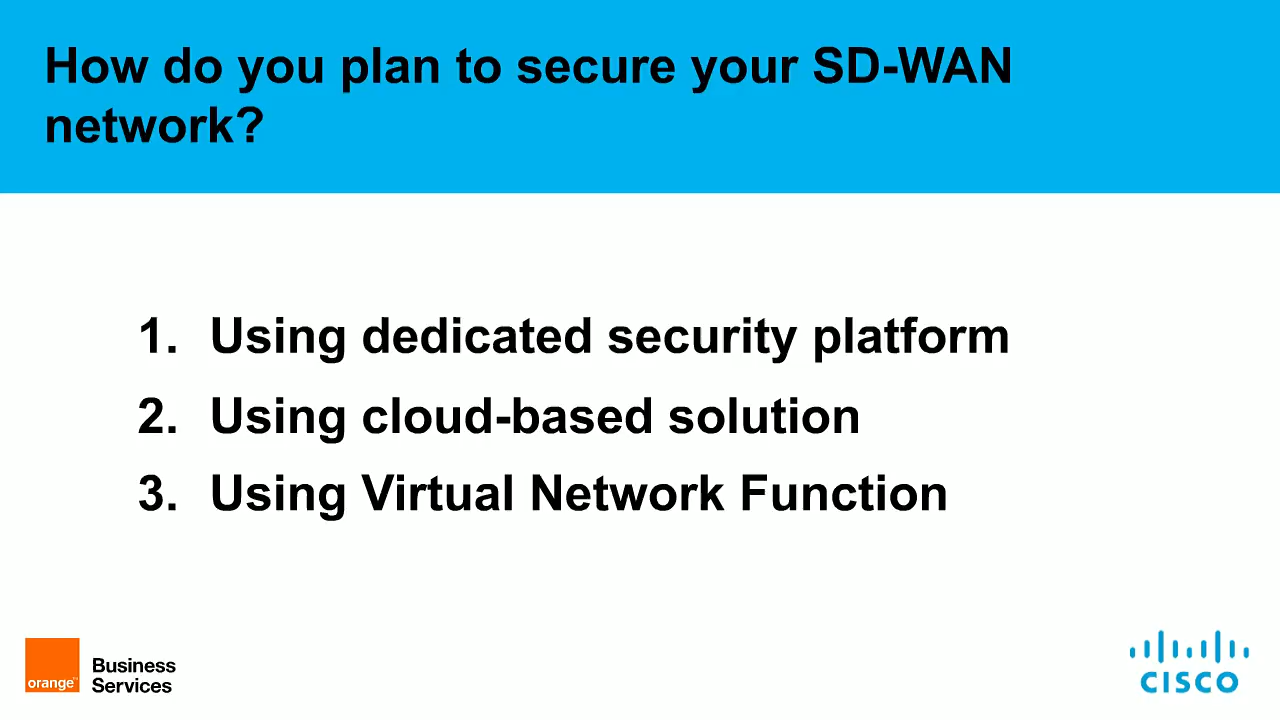 How do you plan to secure your SD-WAN
network?
1. Using dedicated security platform
2. Using cloud-based solution
3. Using Virtual Network Function
orange™
Business
Services
CISCO